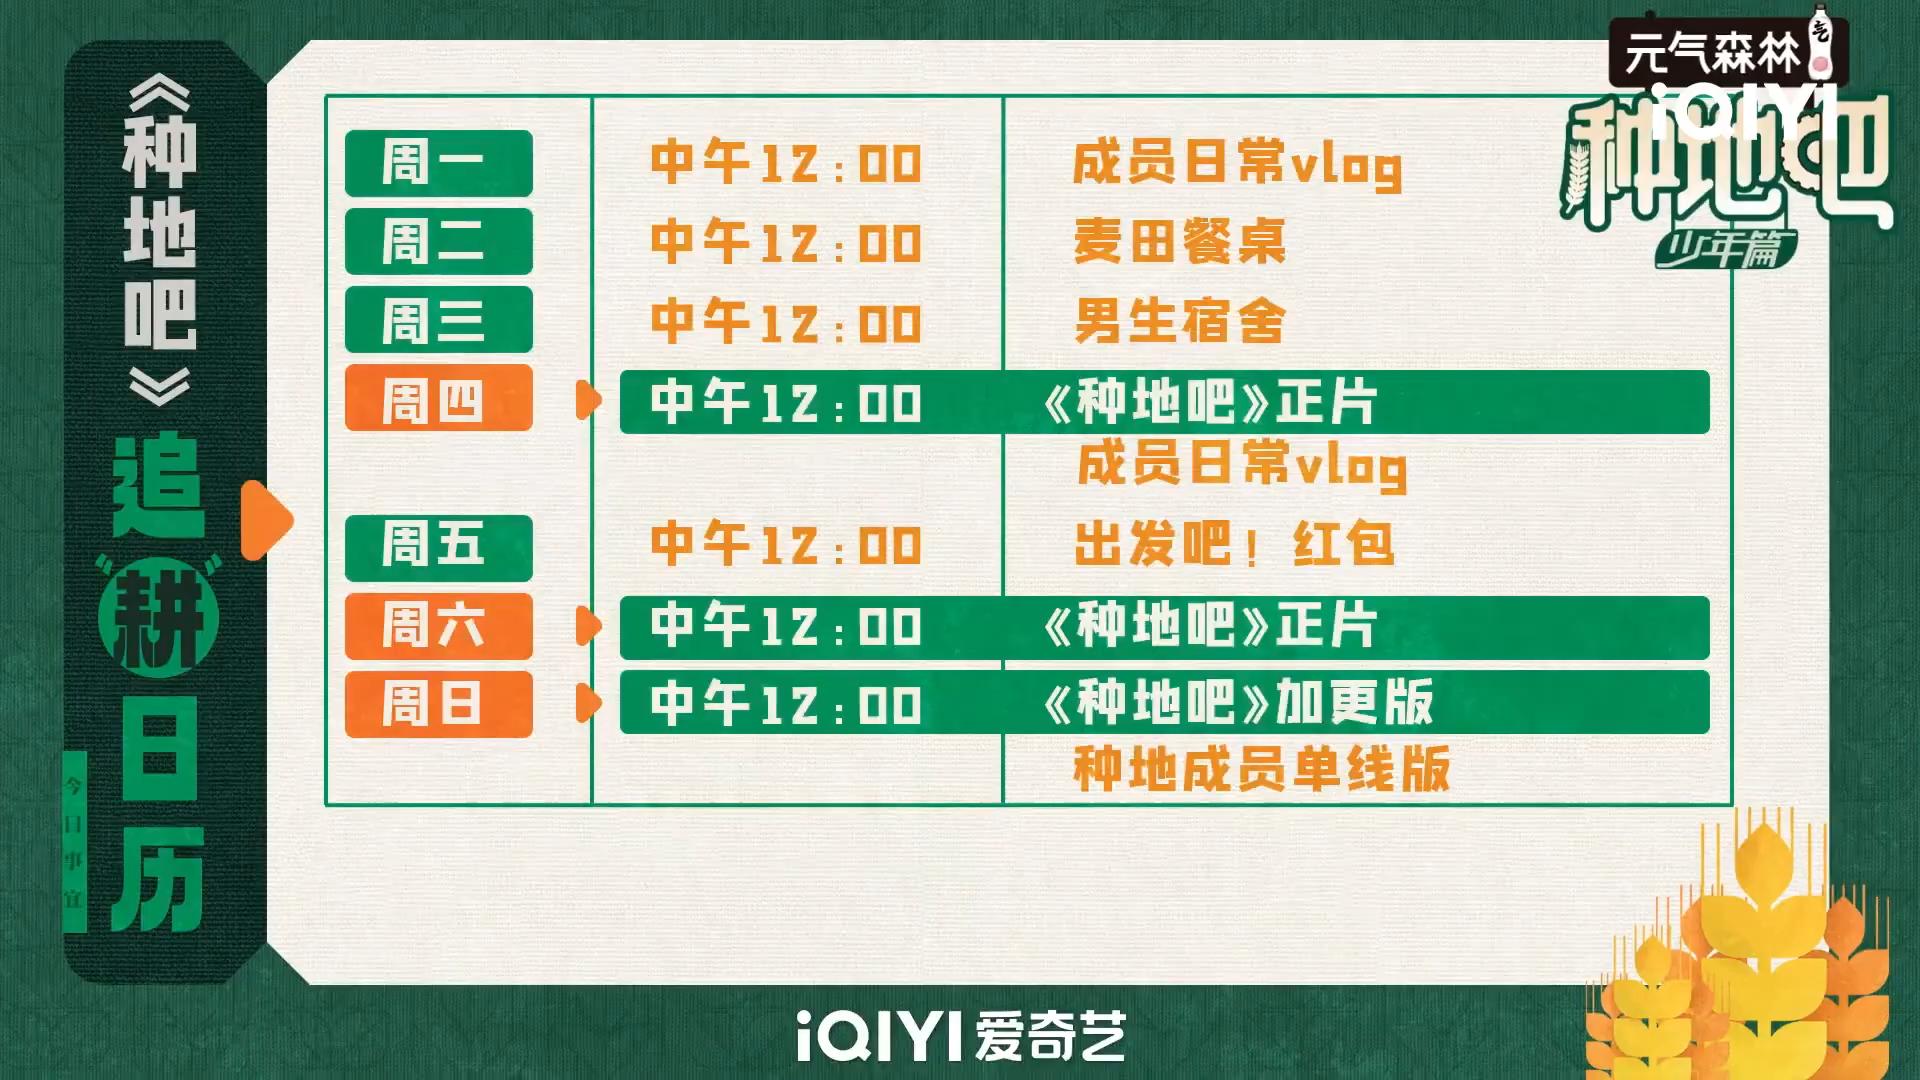 《种地吧》追“耕”日历
今日事宜
元气森林
气
iQIYI
种地吧
少年篇
周一 中午12:00 成员日常vlog
周二 中午12:00 麦田餐桌
周三 中午12:00 男生宿舍
周四 中午12:00 《种地吧》正片
成员日常vlog
周五 中午12:00 出发吧！红包
周六 中午12:00 《种地吧》正片
周日 中午12:00 《种地吧》加更版
种地成员单线版
iQIYI 爱奇艺